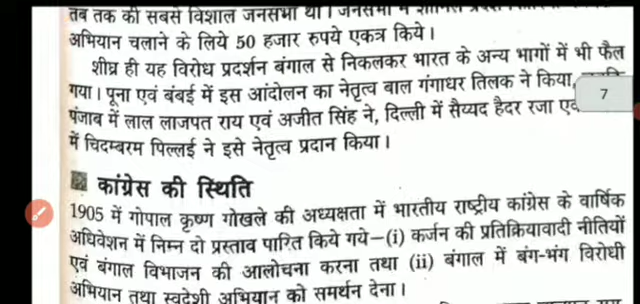 तब तक की सबसे विशाल जनसभा थी। जनसभा में शामिल
अभियान चलाने के लिये 50 हजार रुपये एकत्र किये।
शीघ्र ही यह विरोध प्रदर्शन बंगाल से निकलकर भारत के अन्य भागों में भी फैल
गया। पूना एवं बंबई में इस आंदोलन का नेतृत्व बाल गंगाधर तिलक ने किया,
7
पंजाब में लाल लाजपत राय एवं अजीत सिंह ने, दिल्ली में सैय्यद हैदर रजा एवं
में चिदम्बरम पिल्लई ने इसे नेतृत्व प्रदान किया।
कांग्रेस की स्थिति
1905 में गोपाल कृष्ण गोखले की अध्यक्षता में भारतीय राष्ट्रीय कांग्रेस के वार्षिक
अधिवेशन में निम्न दो प्रस्ताव पारित किये गये–(i) कर्जन की प्रतिक्रियावादी नीतियों
एवं बंगाल विभाजन की आलोचना करना तथा (ii) बंगाल में बंग-भंग विरोधी
अभियान तथा स्वदेशी अभियान को समर्थन देना।